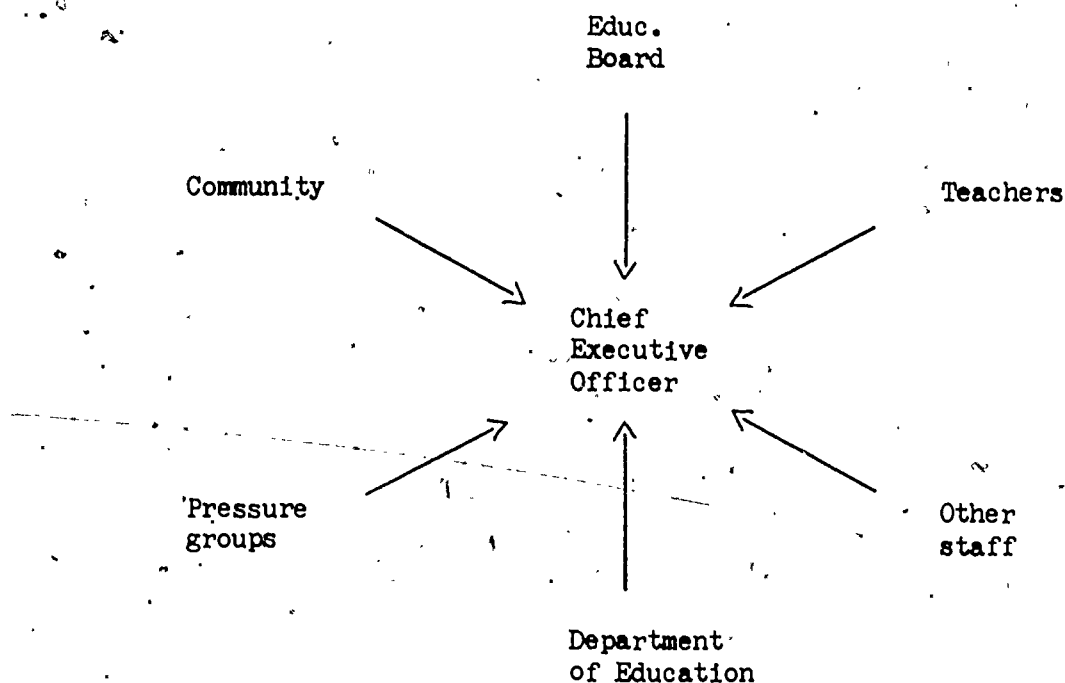 Educ.
Board
Community
Teachers
Chief
Executive
Officer
Pressure
groups
Other
staff
Department
of Education